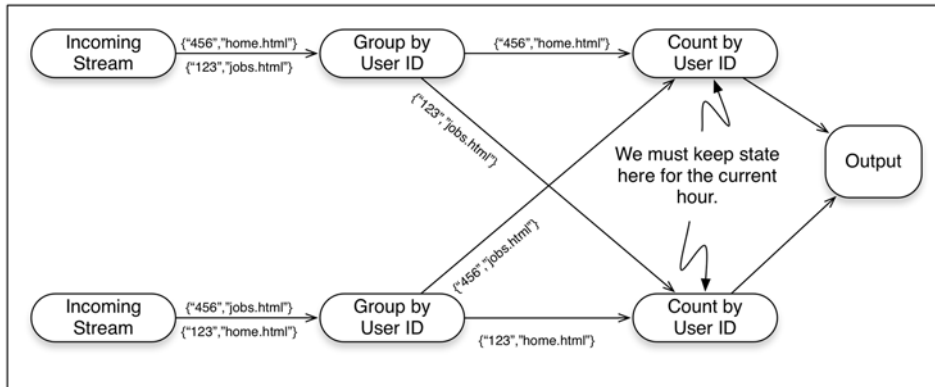 Incoming
Stream
{“456”,”home.html”}
{“123”,”jobs.html”}
Group by
User ID
{“456”,”home.html”}
Count by
User ID
{“123”,”jobs.html”}
We must keep state
here for the current
hour.
Output
{“456”,”jobs.html”}
Incoming
Stream
{“456”,”jobs.html”}
{“123”,”home.html”}
Group by
User ID
{“123”,”home.html”}
Count by
User ID